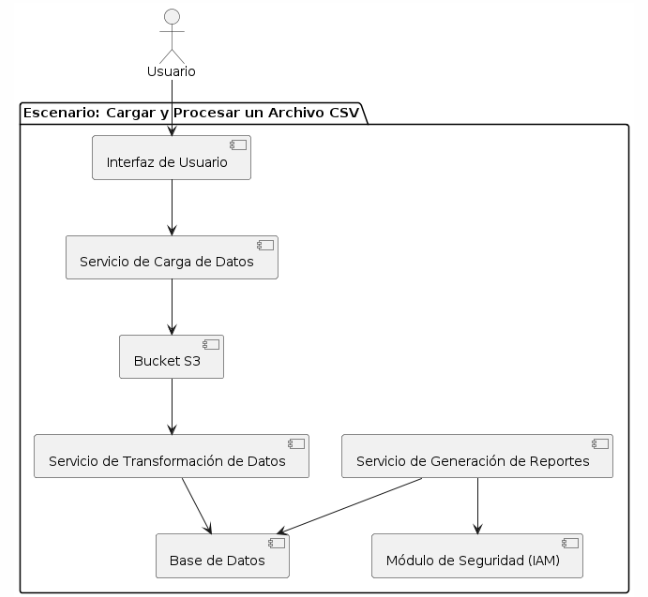 Usuario
Escenario: Cargar y Procesar un Archivo CSV
Interfaz de Usuario
Servicio de Carga de Datos
Bucket S3
Servicio de Transformación de Datos
Servicio de Generación de Reportes
Base de Datos
Módulo de Seguridad (IAM)